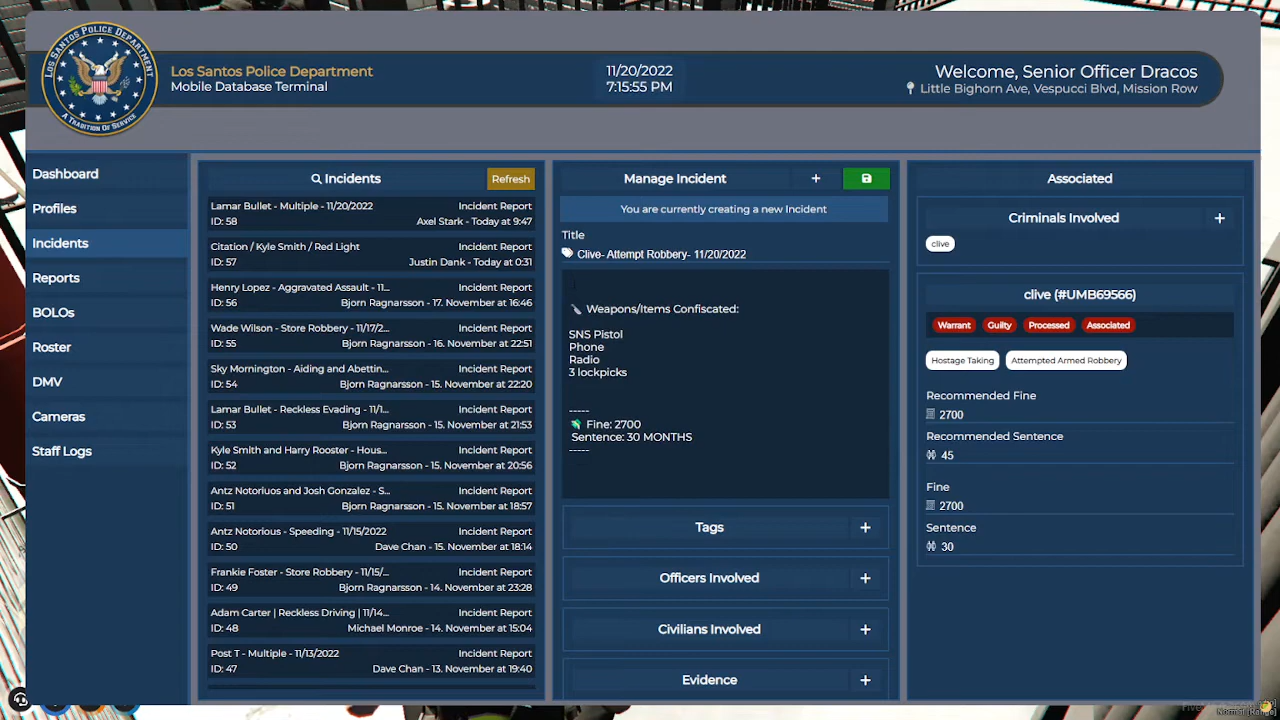 LOS SANTOS POLICE DEPARTMENT
A TRADITION OF SERVICE
Los Santos Police Department
Mobile Database Terminal
11/20/2022
7:15:55 PM
Welcome, Senior Officer Dracos
Little Bighorn Ave, Vespucci Blvd, Mission Row
Dashboard
Profiles
Incidents
Reports
BOLOs
Roster
DMV
Cameras
Staff Logs
Incidents
Refresh
Lamar Bullet - Multiple - 11/20/2022 Incident Report
ID: 58 Axel Stark - Today at 9:47
Citation / Kyle Smith / Red Light Incident Report
ID: 57 Justin Dank - Today at 0:31
Henry Lopez - Aggravated Assault - 11... Incident Report
ID: 56 Bjorn Ragnarsson - 17. November at 16:46
Wade Wilson - Store Robbery - 11/17/2... Incident Report
ID: 55 Bjorn Ragnarsson - 16. November at 22:51
Sky Mornington - Aiding and Abettin... Incident Report
ID: 54 Bjorn Ragnarsson - 15. November at 22:20
Lamar Bullet - Reckless Evading - 11/1... Incident Report
ID: 53 Bjorn Ragnarsson - 15. November at 21:53
Kyle Smith and Harry Rooster - Hous... Incident Report
ID: 52 Bjorn Ragnarsson - 15. November at 20:56
Antz Notoriuos and Josh Gonzalez - S... Incident Report
ID: 51 Bjorn Ragnarsson - 15. November at 18:57
Antz Notorious - Speeding - 11/15/2022 Incident Report
ID: 50 Dave Chan - 15. November at 18:14
Frankie Foster - Store Robbery - 11/15/... Incident Report
ID: 49 Bjorn Ragnarsson - 14. November at 23:28
Adam Carter | Reckless Driving | 11/14... Incident Report
ID: 48 Michael Monroe - 14. November at 15:04
Post T - Multiple - 11/13/2022 Incident Report
ID: 47 Dave Chan - 13. November at 19:40
Manage Incident +
You are currently creating a new Incident
Title
Clive- Attempt Robbery- 11/20/2022
Weapons/Items Confiscated:
SNS Pistol
Phone
Radio
3 lockpicks
-----
Fine: 2700
Sentence: 30 MONTHS
-----
Tags +
Officers Involved +
Civilians Involved +
Evidence +
Associated
Criminals Involved +
clive
clive (#UMB69566)
Warrant Guilty Processed Associated
Hostage Taking Attempted Armed Robbery
Recommended Fine
2700
Recommended Sentence
45
Fine
2700
Sentence
30